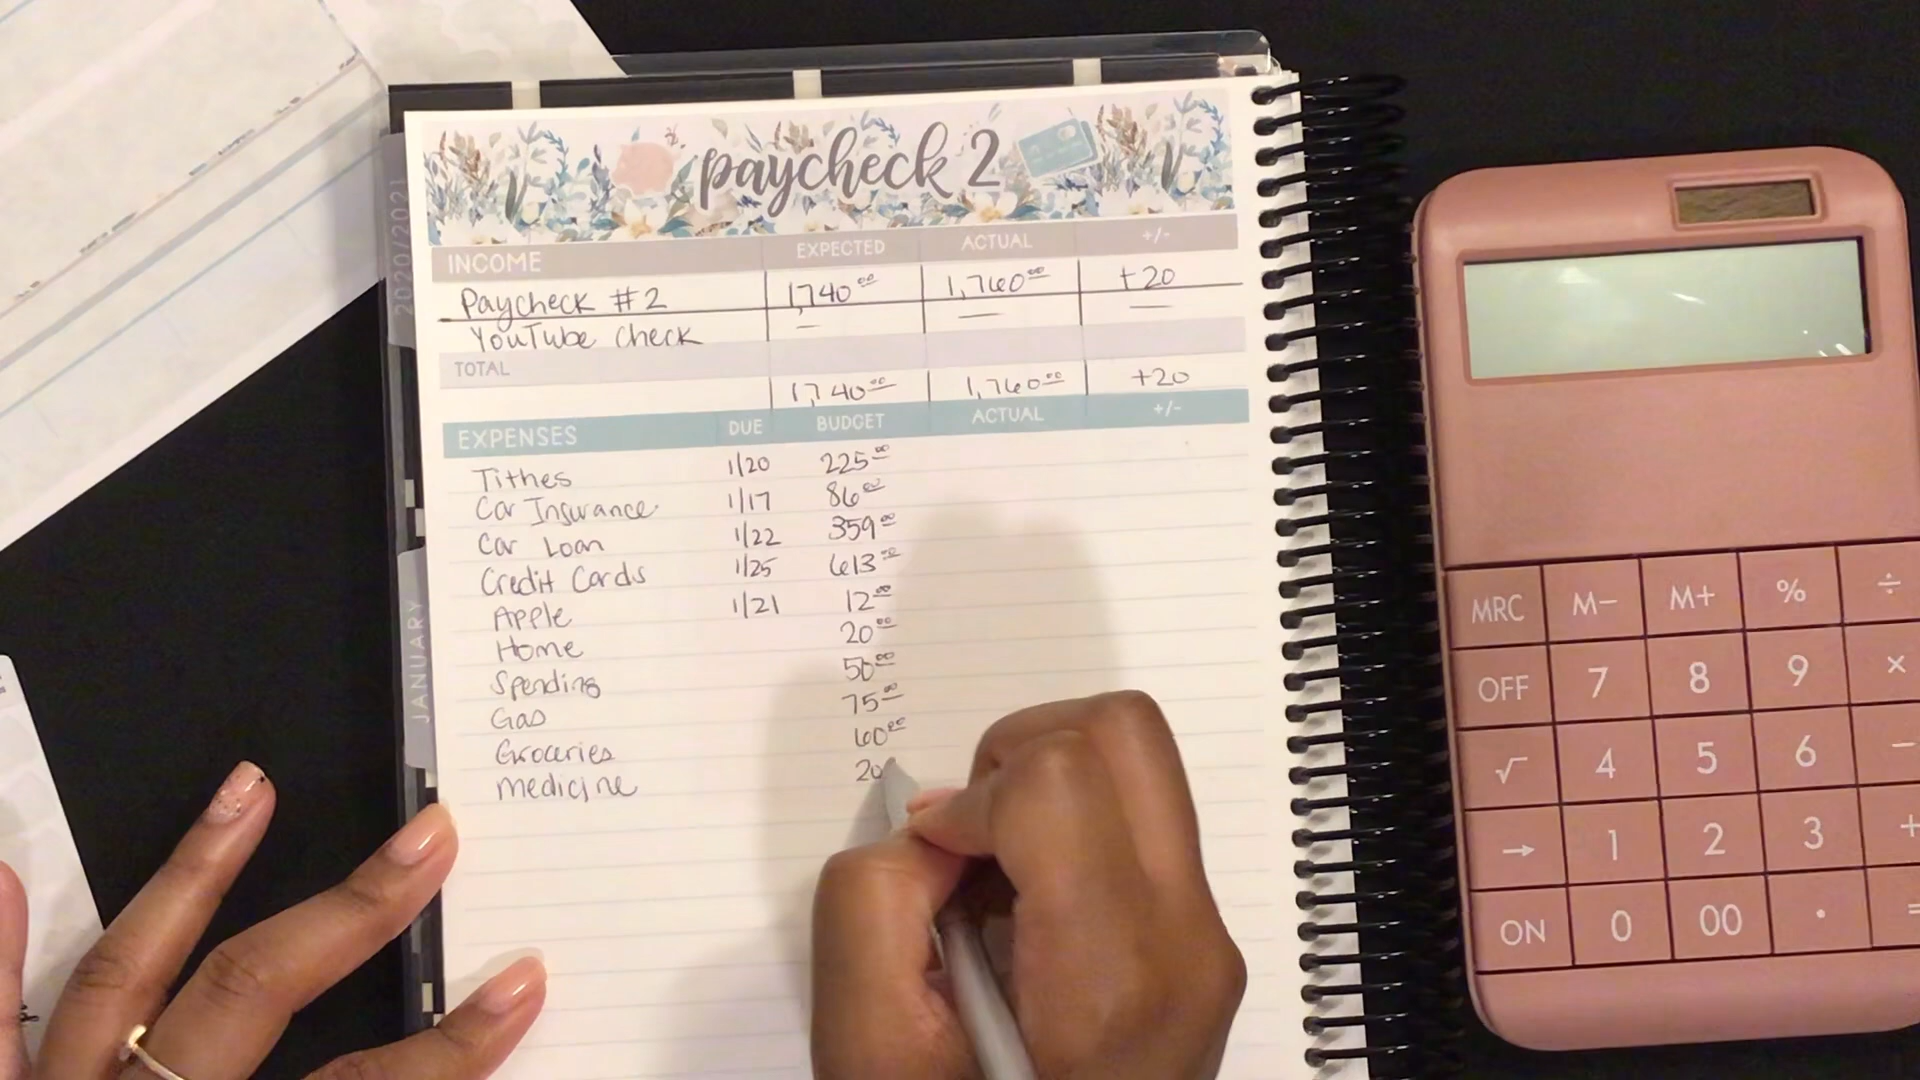 paycheck 2
INCOME EXPECTED ACTUAL +/-
Paycheck #2 1,740.00 1,760.00 +20
YouTube Check — — —
TOTAL
1,740.00 1,760.00 +20
EXPENSES DUE BUDGET ACTUAL +/-
Tithes 1/20 225.00
Car Insurance 1/17 86.00
Car Loan 1/22 359.00
Credit Cards 1/25 613.00
Apple 1/21 12.00
Home 20.00
Spending 50.00
Gas 75.00
Groceries 60.00
medicine 20
2020/2021
JANUARY
MRC M− M+ % ÷
OFF 7 8 9 ×
√ 4 5 6 −
→ 1 2 3 +
ON 0 00 . =